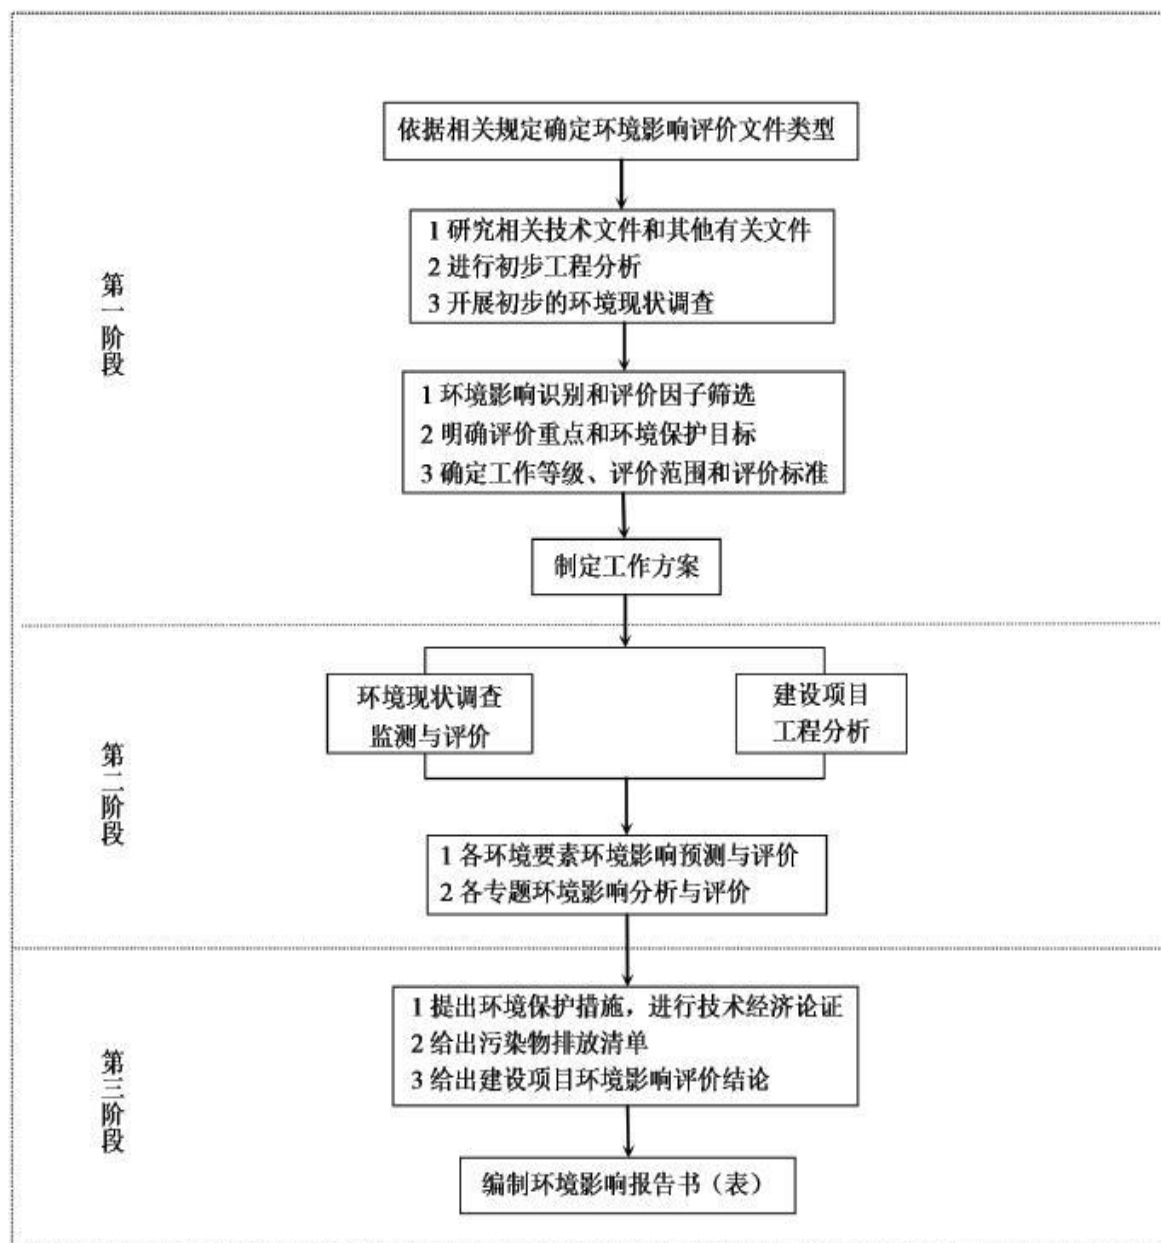 依据相关规定确定环境影响评价文件类型
1 研究相关技术文件和其他有关文件
2 进行初步工程分析
3 开展初步的环境现状调查
第一阶段
1 环境影响识别和评价因子筛选
2 明确评价重点和环境保护目标
3 确定工作等级、评价范围和评价标准
制定工作方案
环境现状调查
监测与评价
建设项目
工程分析
第二阶段
1 各环境要素环境影响预测与评价
2 各专题环境影响分析与评价
1 提出环境保护措施，进行技术经济论证
2 给出污染物排放清单
3 给出建设项目环境影响评价结论
第三阶段
编制环境影响报告书（表）